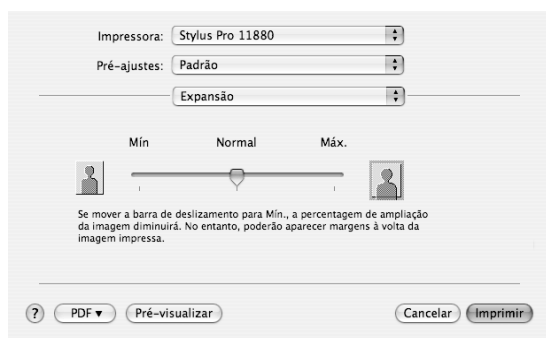 Impressora: Stylus Pro 11880
Pré-ajustes: Padrão
Expansão
Mín Normal Máx.
Se mover a barra de deslizamento para Mín., a percentagem de ampliação
da imagem diminuirá. No entanto, poderão aparecer margens à volta da
imagem impressa.
? PDF ▼ Pré-visualizar Cancelar Imprimir